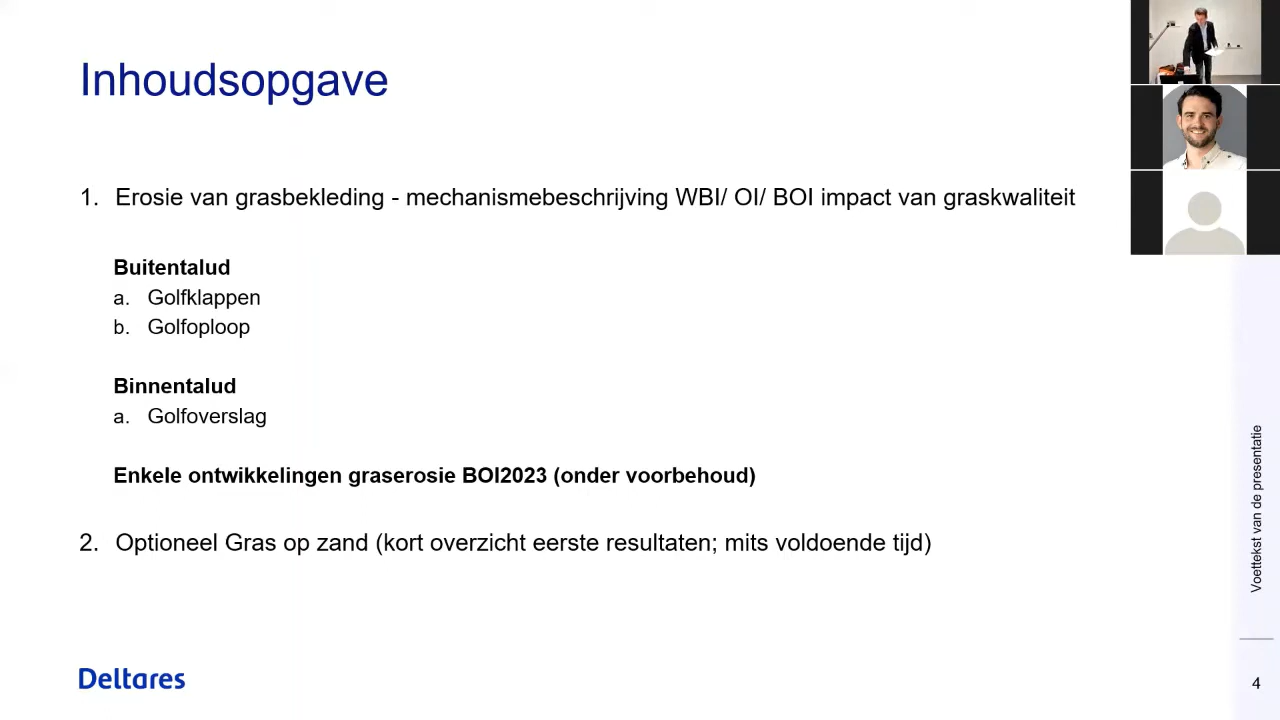 Inhoudsopgave
1. Erosie van grasbekleding - mechanismebeschrijving WBI/ OI/ BOI impact van graskwaliteit
Buitentalud
a. Golfklappen
b. Golfoploop
Binnentalud
a. Golfoverslag
Enkele ontwikkelingen graserosie BOI2023 (onder voorbehoud)
2. Optioneel Gras op zand (kort overzicht eerste resultaten; mits voldoende tijd)
Voettekst van de presentatie
Deltares
4